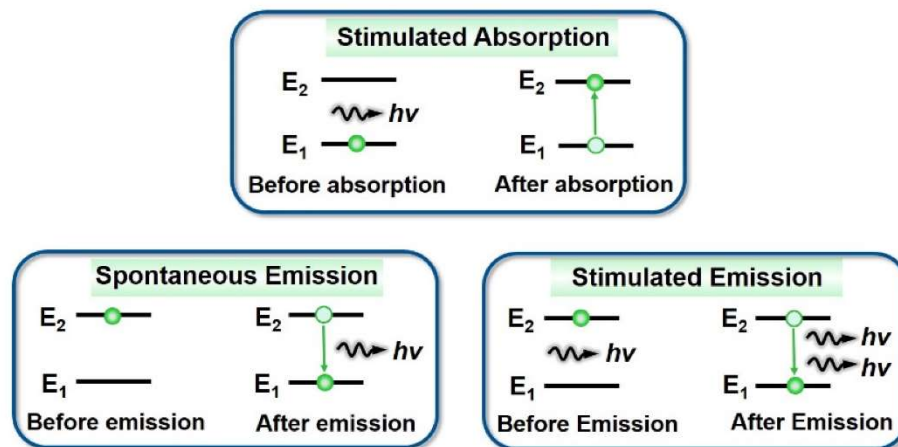 Stimulated Absorption
E₂
hv
E₁
Before absorption
E₂
E₁
After absorption
Spontaneous Emission
E₂
E₁
Before emission
E₂
hv
E₁
After emission
Stimulated Emission
E₂
hv
E₁
Before Emission
E₂
hv
hv
E₁
After Emission